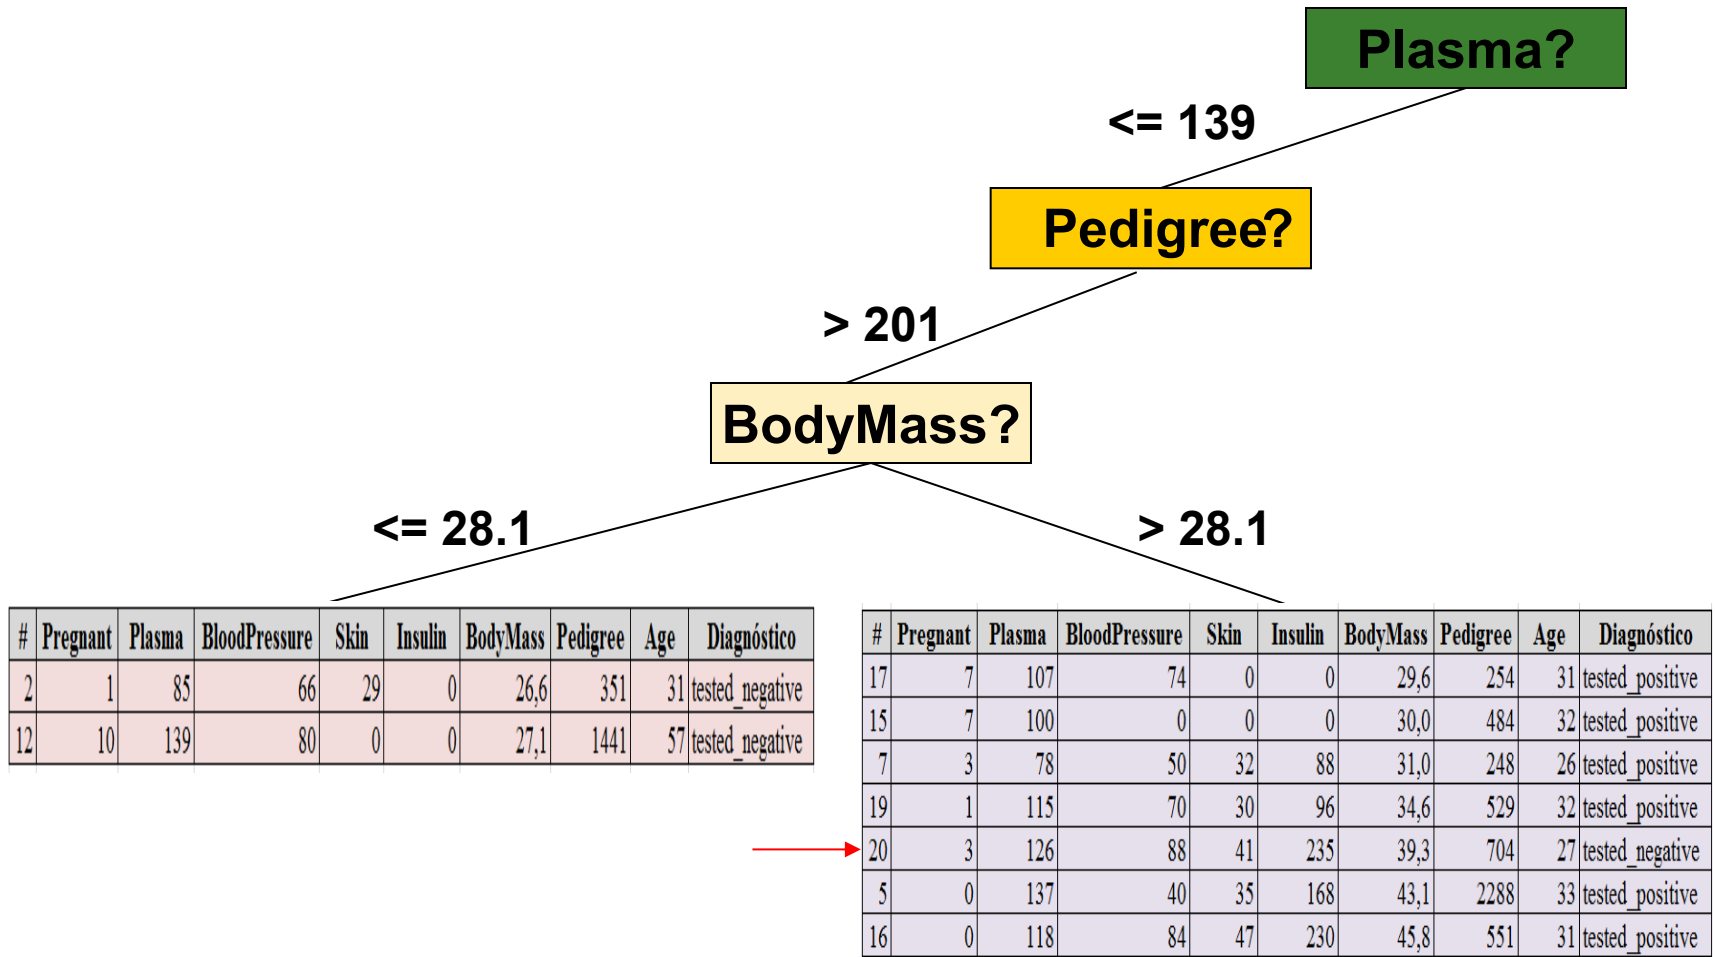 Plasma?
<= 139
Pedigree?
> 201
BodyMass?
<= 28.1
> 28.1
# Pregnant Plasma BloodPressure Skin Insulin BodyMass Pedigree Age Diagnóstico
2 1 85 66 29 0 26,6 351 31 tested_negative
12 10 139 80 0 0 27,1 1441 57 tested_negative
# Pregnant Plasma BloodPressure Skin Insulin BodyMass Pedigree Age Diagnóstico
17 7 107 74 0 0 29,6 254 31 tested_positive
15 7 100 0 0 0 30,0 484 32 tested_positive
7 3 78 50 32 88 31,0 248 26 tested_positive
19 1 115 70 30 96 34,6 529 32 tested_positive
20 3 126 88 41 235 39,3 704 27 tested_negative
5 0 137 40 35 168 43,1 2288 33 tested_positive
16 0 118 84 47 230 45,8 551 31 tested_positive